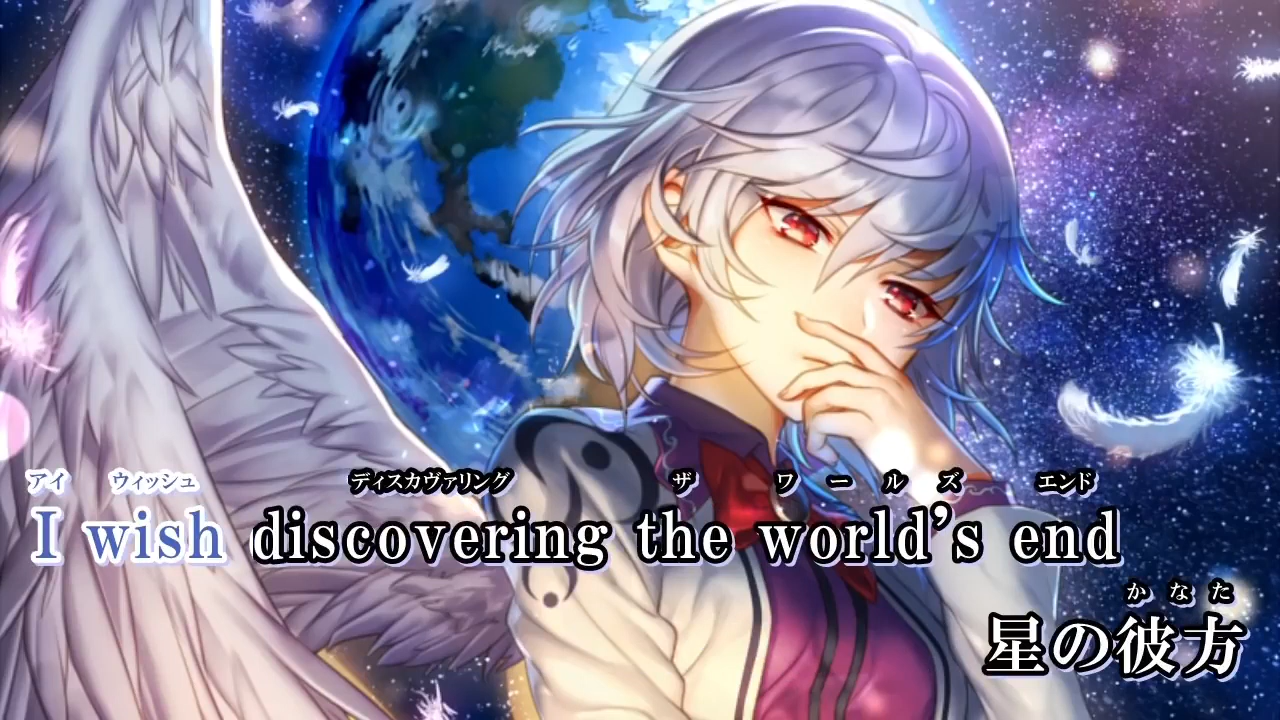 アイ ウィッシュ ディスカヴァリング ザ ワールズ エンド
I wish discovering the world's end
かなた
星の彼方